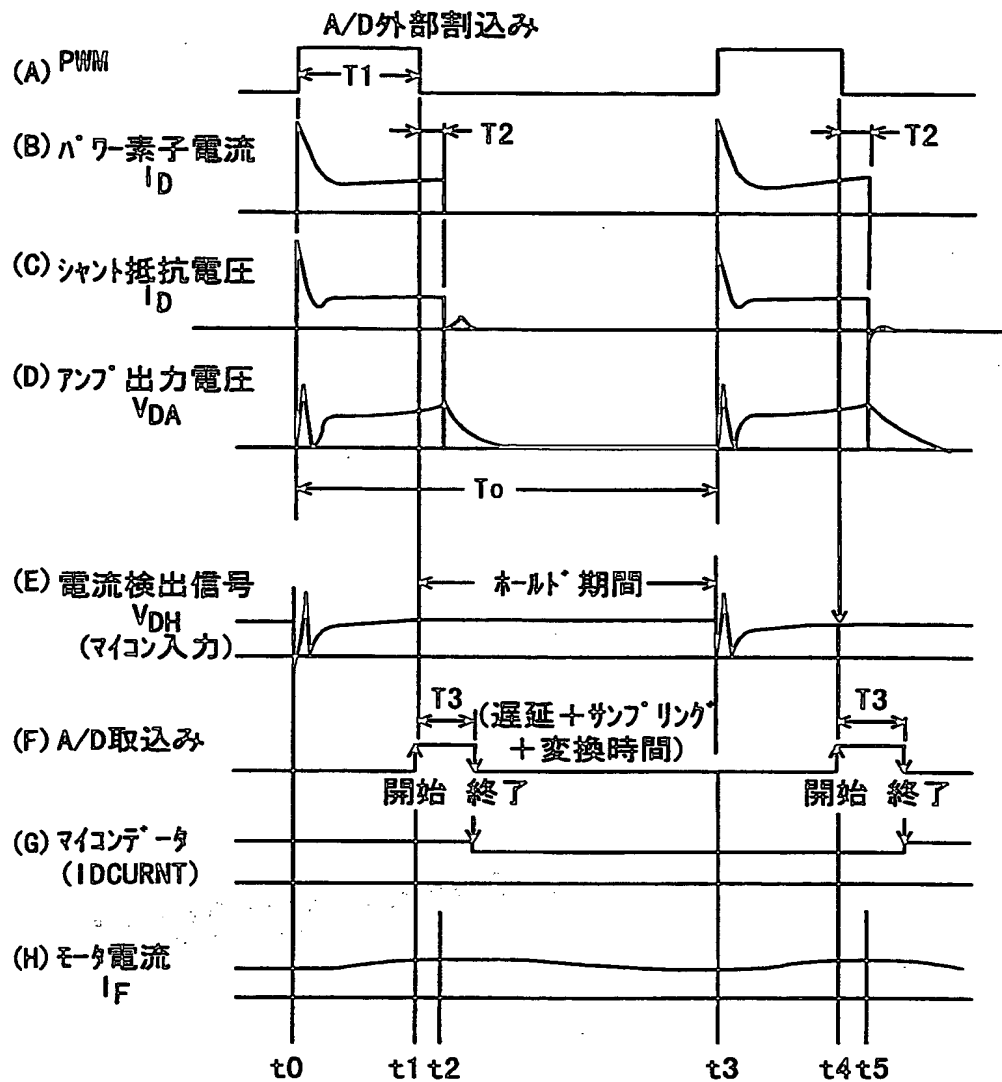 A/D外部割込み
(A) PWM
T1
(B) パワー素子電流
ID
T2
T2
(C) シャント抵抗電圧
ID
(D) アンプ出力電圧
VDA
To
(E) 電流検出信号
VDH
(マイコン入力)
ホールド期間
(F) A/D取込み
T3
(遅延+サンプリング
+変換時間)
T3
開始 終了
開始 終了
(G) マイコンデータ
(IDCURNT)
(H) モータ電流
IF
t0 t1 t2 t3 t4 t5